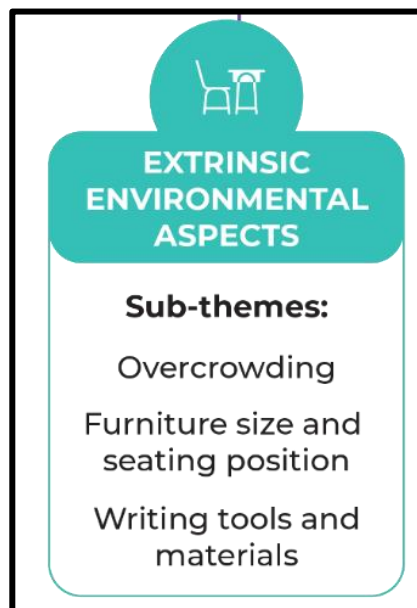 EXTRINSIC
ENVIRONMENTAL
ASPECTS
Sub-themes:
Overcrowding
Furniture size and
seating position
Writing tools and
materials